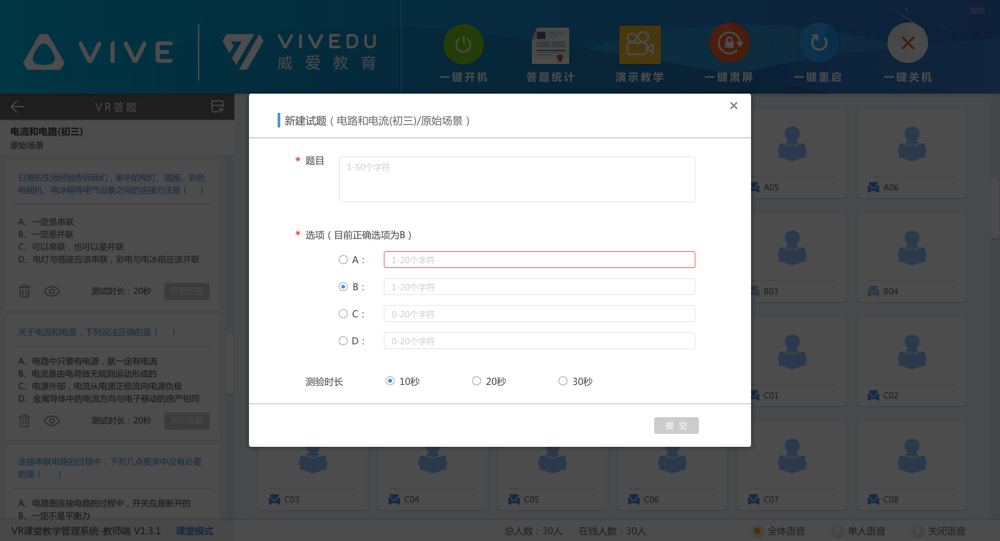 VIVE
VIVEDU
威爱教育
一键开机
答题统计
演示教学
一键肃屏
一键重启
一键关机
VR答题
电流和电路(初三)
原始场景
日常的生活经验告诉我们，家中的电灯、插座、彩色
电视机、电冰箱等电气设备之间的连接方法是（　）
A、一定是串联
B、一定是并联
C、可以串联，也可以是并联
D、电灯与插座应该串联，彩电与电冰箱应该并联
测试时长：20秒
开始答题
关于电流和电源，下列说法正确的是（　）
A、电路中只要有电源，就一定有电流
B、电流是由电荷做无规则运动形成的
C、电源外部，电流从电源正极流向电源负极
D、金属导体中的电流方向与电子移动的房产相同
测试时长：20秒
开始答题
连接串联电路的过程中，下列几点要求中没有必要
的是（　）
A、电路图连接电路的过程中，开关应是断开的
B、一定不是平衡力
新建试题（电路和电流(初三)/原始场景）
* 题目
1-50个字符
* 选项（目前正确选项为B）
A：
1-20个字符
B：
1-20个字符
C：
0-20个字符
D：
0-20个字符
测验时长
10秒
20秒
30秒
提 交
A05
A06
B03
B04
C01
C02
C03
C04
C05
C06
C07
C08
VR课堂教学管理系统-教师端 V1.3.1
课堂模式
总人数：30人
在线人数：30人
全体语音
单人语音
关闭语音